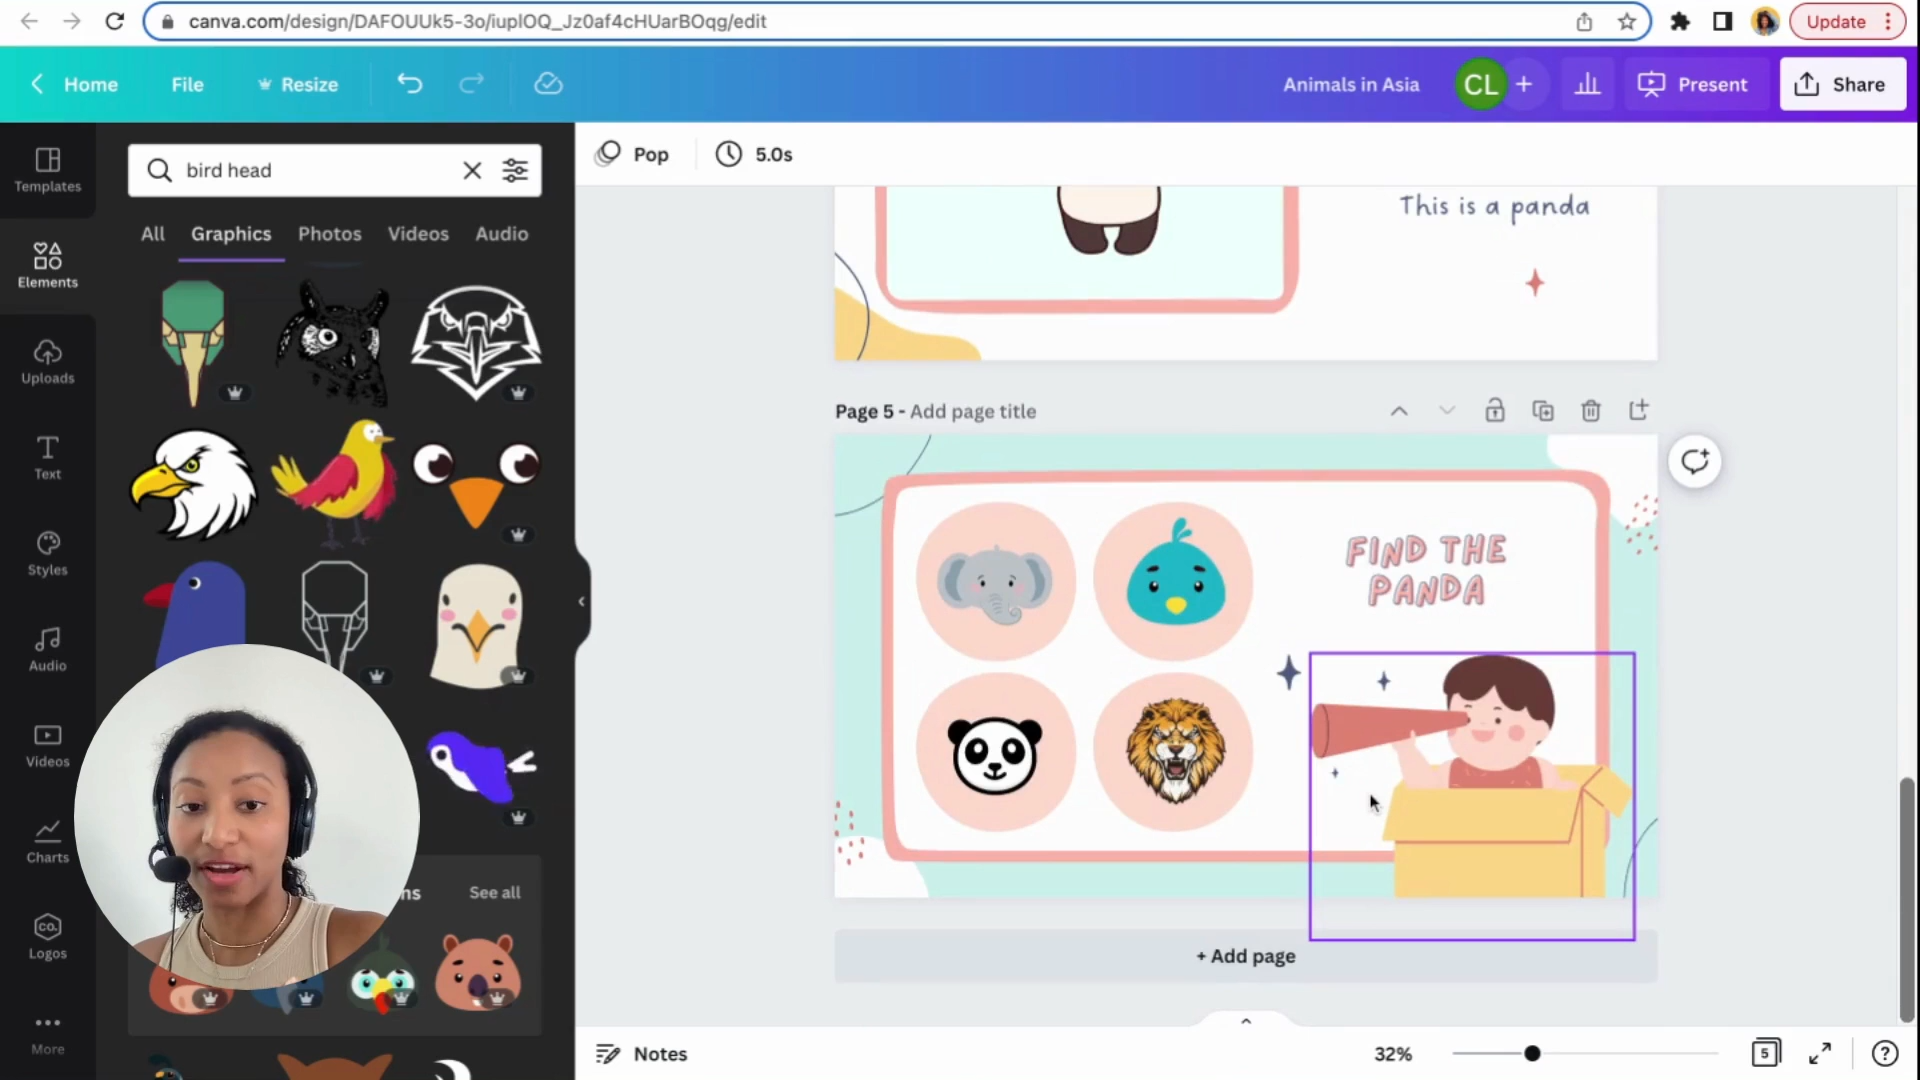 canva.com/design/DAFOUUk5-3o/iuplOQ_Jz0af4cHUarBOqg/edit
Update
Home
File
Resize
Animals in Asia
CL
Present
Share
Templates
Elements
Uploads
Text
Styles
Audio
Videos
Charts
CO.
Logos
More
bird head
All
Graphics
Photos
Videos
Audio
ns
See all
Pop
5.0s
This is a panda
Page 5 - Add page title
FIND THE
PANDA
+ Add page
Notes
32%
5
?